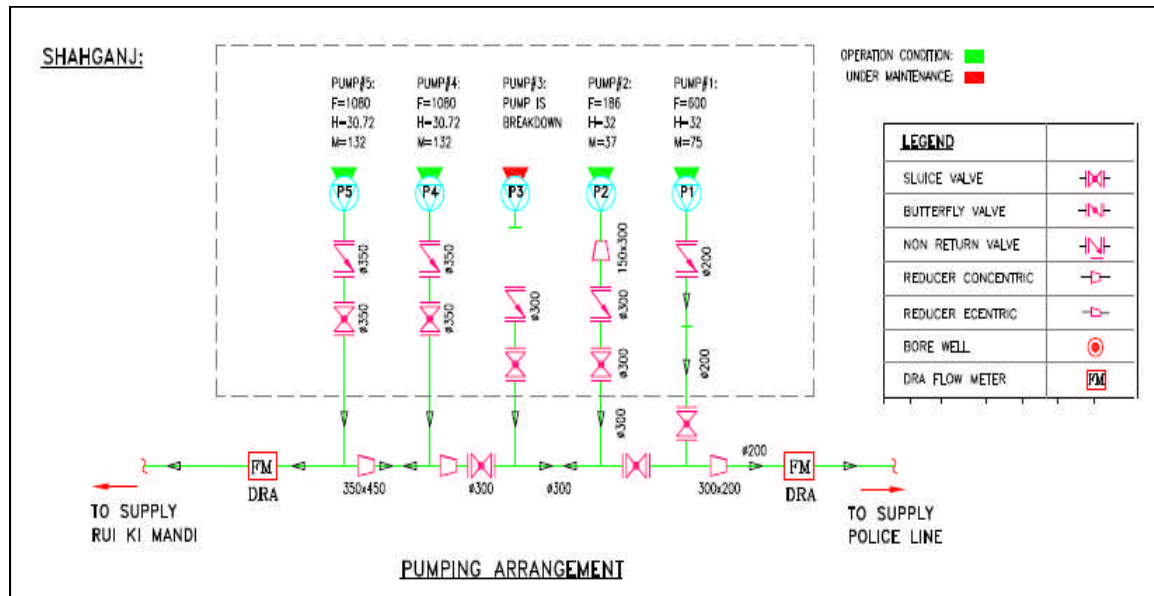 SHAHGANJ:
OPERATION CONDITION:
UNDER MAINTENANCE:
PUMP#5:
F=1080
H-30.72
M=132
PUMP#4:
F=1080
H-30.72
M=132
PUMP#3:
PUMP IS
BREAKDOWN
PUMP#2:
F=186
H=32
M=37
PUMP#1:
F=600
H=32
M=75
P5
P4
P3
P2
P1
ø350
ø350
150x300
ø200
ø350
ø350
ø300
ø300
ø300
ø300
ø200
ø300
LEGEND
SLUICE VALVE
BUTTERFLY VALVE
NON RETURN VALVE
REDUCER CONCENTRIC
REDUCER ECENTRIC
BORE WELL
DRA FLOW METER
FM
FM
DRA
350x450
ø300
ø300
300x200
ø200
FM
DRA
TO SUPPLY
RUI KI MANDI
TO SUPPLY
POLICE LINE
PUMPING ARRANGEMENT